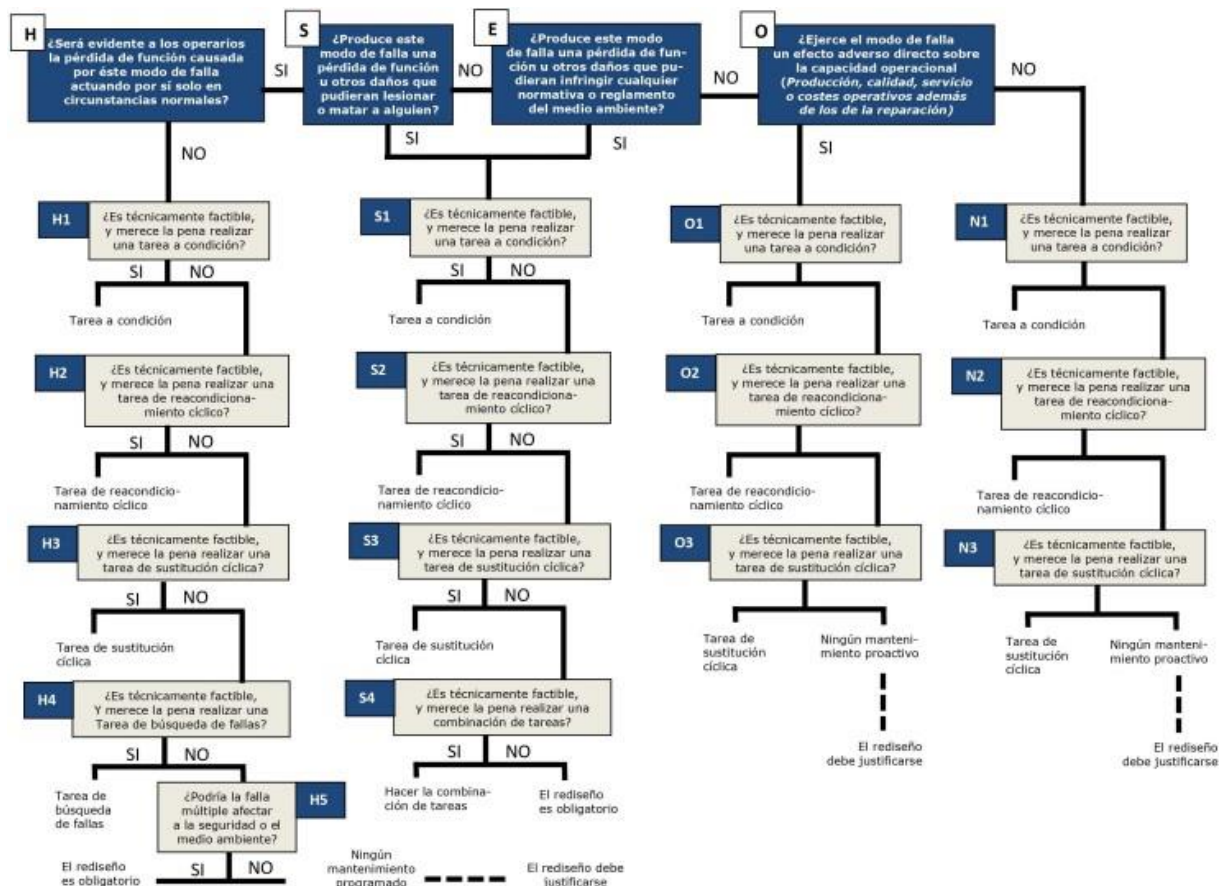 H
¿Será evidente a los operarios
la pérdida de función causada
por éste modo de falla
actuando por sí solo en
circunstancias normales?
SI
S
¿Produce este
modo de falla una
pérdida de función
u otros daños que
pudieran lesionar
o matar a alguien?
NO
E
¿Produce este modo
de falla una pérdida de fun-
ción u otros daños que pu-
dieran infringir cualquier
normativa o reglamento
del medio ambiente?
NO
O
¿Ejerce el modo de falla
un efecto adverso directo sobre
la capacidad operacional
(Producción, calidad, servicio
o costes operativos además
de los de la reparación)
NO
NO
SI
SI
SI
H1
¿Es técnicamente factible,
y merece la pena realizar
una tarea a condición?
SI
NO
Tarea a condición
H2
¿Es técnicamente factible,
y merece la pena realizar una
tarea de reacondiciona-
miento cíclico?
SI
NO
Tarea de reacondicio-
namiento cíclico
H3
¿Es técnicamente factible,
y merece la pena realizar una
tarea de sustitución cíclica?
SI
NO
Tarea de sustitución
cíclica
H4
¿Es técnicamente factible,
Y merece la pena realizar una
Tarea de búsqueda de fallas?
SI
NO
Tarea de
búsqueda
de fallas
¿Podría la falla
múltiple afectar
a la seguridad o el
medio ambiente?
H5
SI
NO
El rediseño
es obligatorio
Ningún
mantenimiento
programado
El rediseño debe
justificarse
S1
¿Es técnicamente factible,
y merece la pena realizar
una tarea a condición?
SI
NO
Tarea a condición
S2
¿Es técnicamente factible,
y merece la pena realizar una
tarea de reacondiciona-
miento cíclico?
SI
NO
Tarea de reacondicio-
namiento cíclico
S3
¿Es técnicamente factible,
y merece la pena realizar una
tarea de sustitución cíclica?
SI
NO
Tarea de sustitución
cíclica
S4
¿Es técnicamente factible,
y merece la pena realizar una
combinación de tareas?
SI
NO
Hacer la combina-
ción de tareas
El rediseño
es obligatorio
O1
¿Es técnicamente factible,
y merece la pena realizar
una tarea a condición?
SI
NO
Tarea a condición
O2
¿Es técnicamente factible,
y merece la pena realizar una
tarea de reacondiciona-
miento cíclico?
SI
NO
Tarea de reacondicio-
namiento cíclico
O3
¿Es técnicamente factible,
y merece la pena realizar una
tarea de sustitución cíclica?
SI
NO
Tarea de
sustitución
cíclica
Ningún manteni-
miento proactivo
El rediseño
debe justificarse
N1
¿Es técnicamente factible,
y merece la pena realizar
una tarea a condición?
SI
NO
Tarea a condición
N2
¿Es técnicamente factible,
y merece la pena realizar una
tarea de reacondiciona-
miento cíclico?
SI
NO
Tarea de reacondicio-
namiento cíclico
N3
¿Es técnicamente factible,
y merece la pena realizar una
tarea de sustitución cíclica?
SI
NO
Tarea de
sustitución cíclica
Ningún manteni-
miento proactivo
El rediseño
debe justificarse